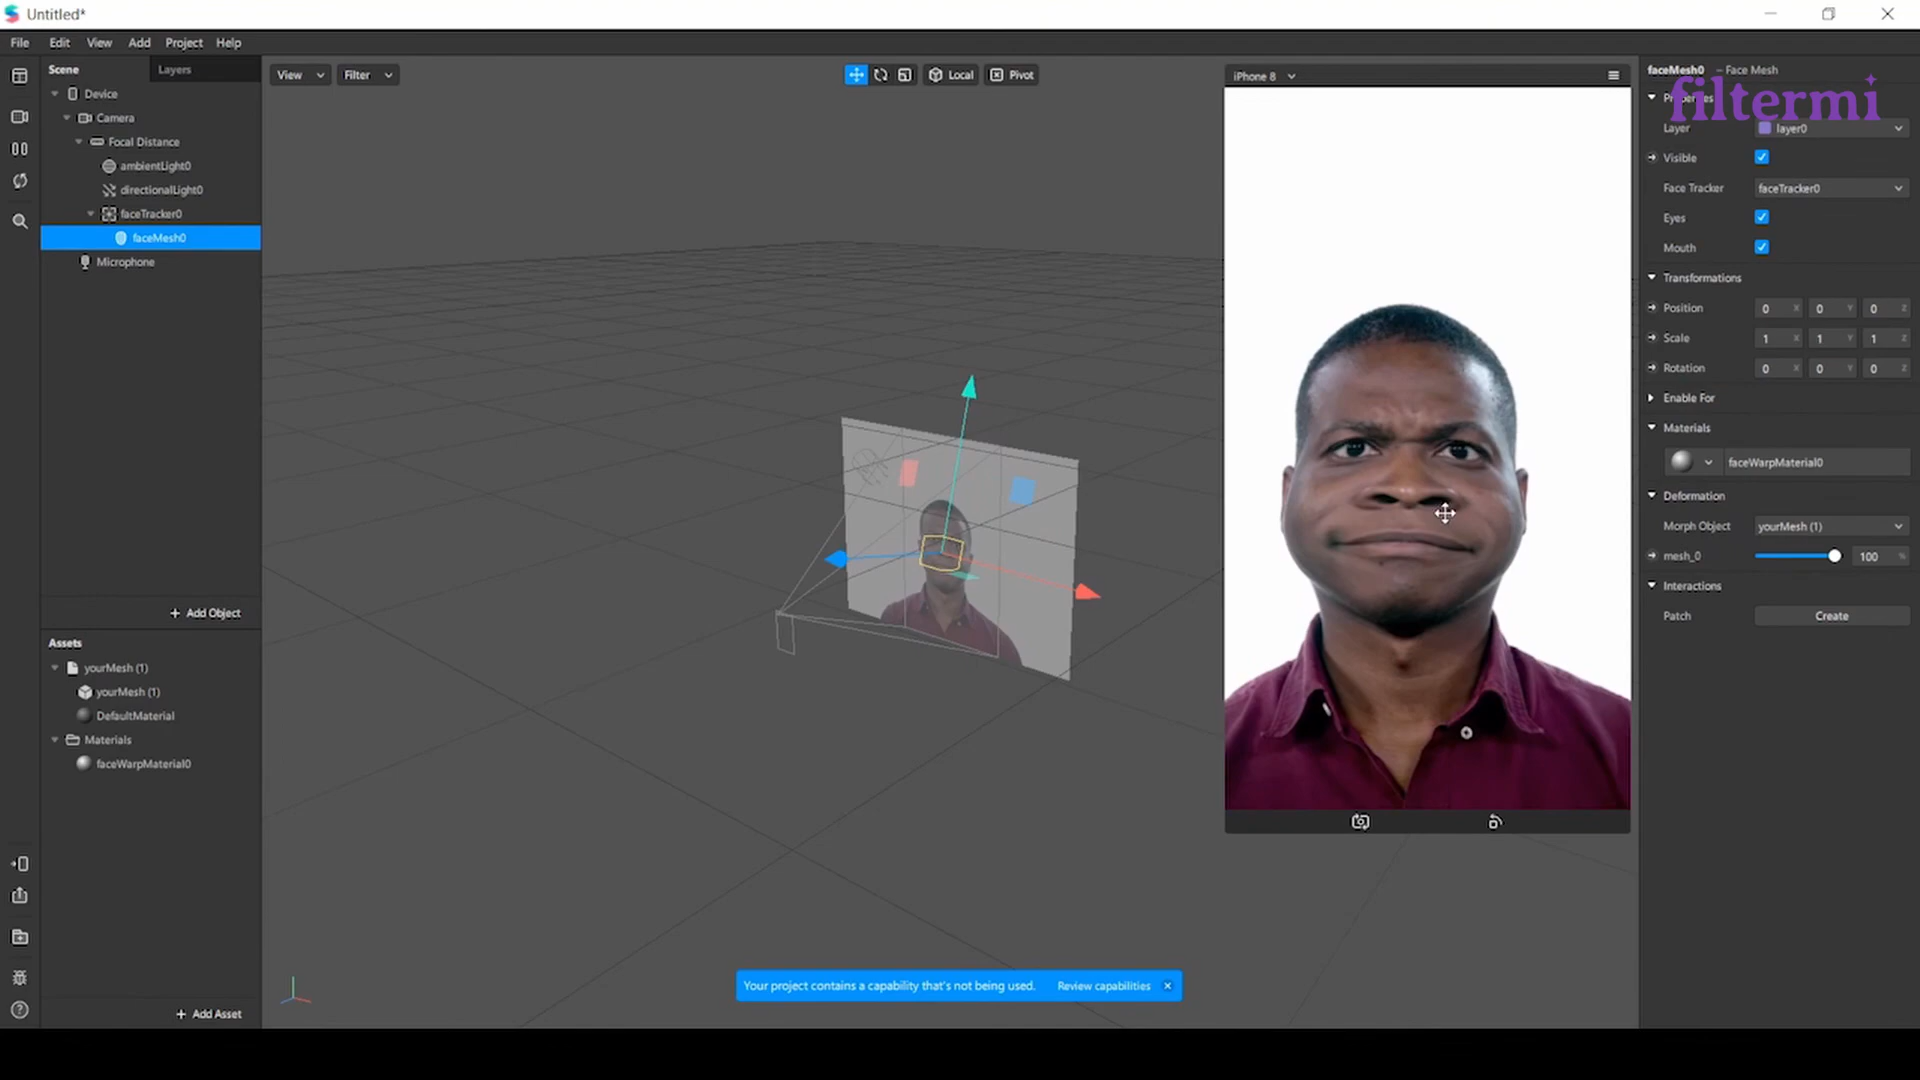 Untitled*
File Edit View Add Project Help
Scene Layers
Device
Camera
Focal Distance
ambientLight0
directionalLight0
faceTracker0
faceMesh0
Microphone
+ Add Object
Assets
yourMesh (1)
yourMesh (1)
DefaultMaterial
Materials
faceWarpMaterial0
+ Add Asset
View Filter
Local Pivot
iPhone 8
Your project contains a capability that's not being used. Review capabilities
faceMesh0 – Face Mesh
filtermi
Properties
Layer layer0
Visible
Face Tracker faceTracker0
Eyes
Mouth
Transformations
Position 0 X 0 Y 0 Z
Scale 1 X 1 Y 1 Z
Rotation 0 X 0 Y 0 Z
Enable For
Materials
faceWarpMaterial0
Deformation
Morph Object yourMesh (1)
mesh_0 100 %
Interactions
Patch Create